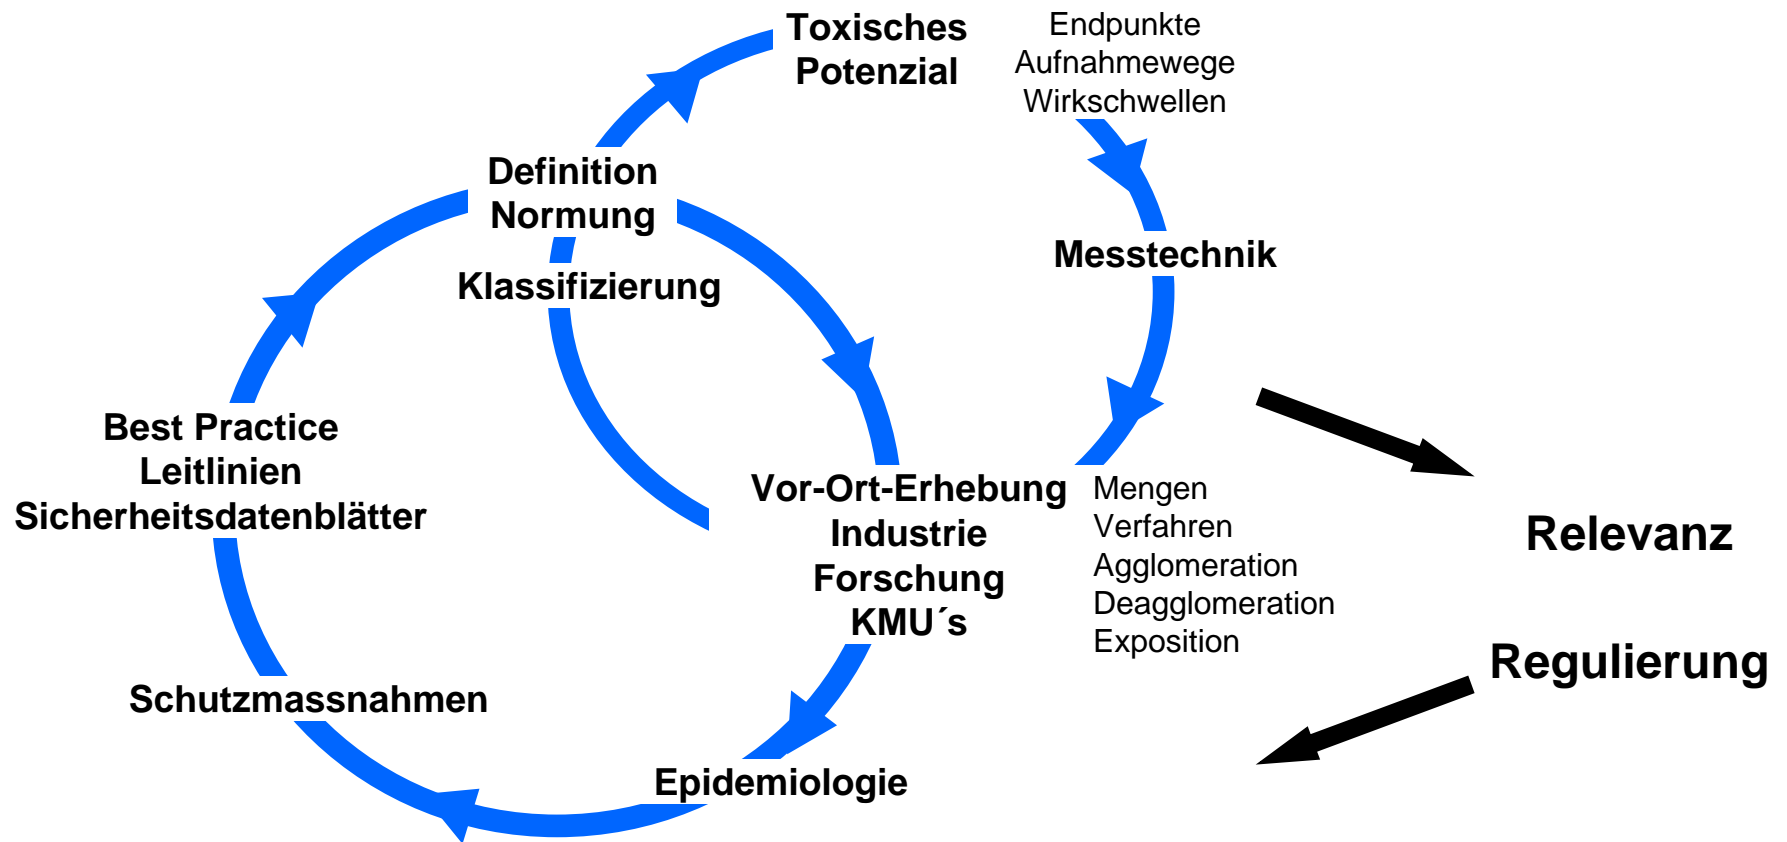 Toxisches
Potenzial
Endpunkte
Aufnahmewege
Wirkschwellen
Definition
Normung
Klassifizierung
Messtechnik
Best Practice
Leitlinien
Sicherheitsdatenblätter
Vor-Ort-Erhebung
Industrie
Forschung
KMU´s
Mengen
Verfahren
Agglomeration
Deagglomeration
Exposition
Relevanz
Regulierung
Schutzmassnahmen
Epidemiologie